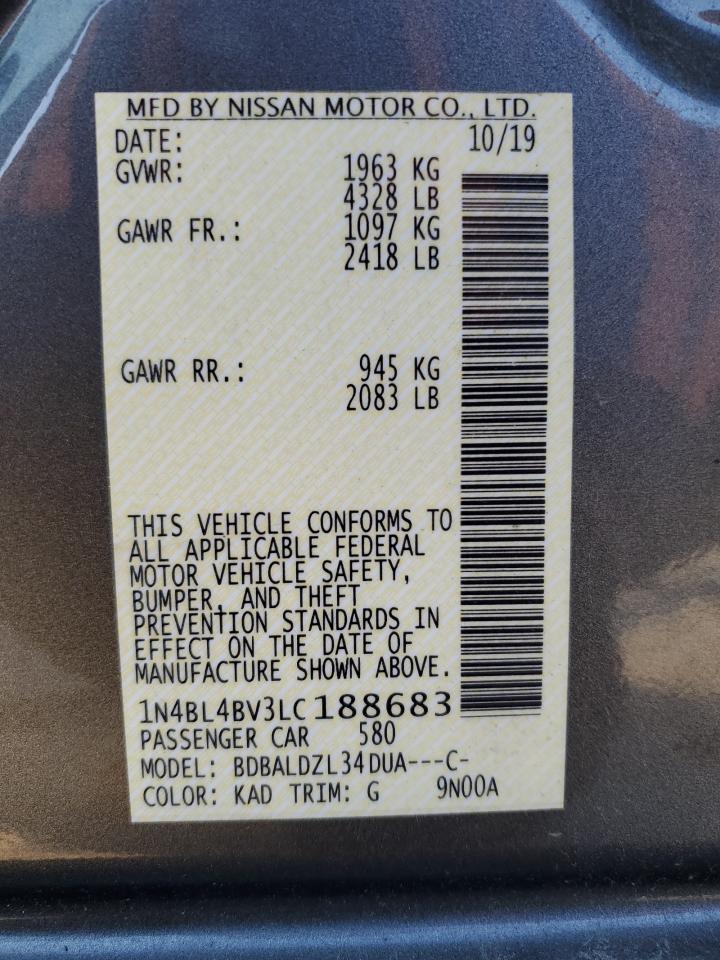 MFD BY NISSAN MOTOR CO., LTD.
DATE: 10/19
GVWR: 1963 KG
4328 LB
GAWR FR.: 1097 KG
2418 LB
GAWR RR.: 945 KG
2083 LB
THIS VEHICLE CONFORMS TO
ALL APPLICABLE FEDERAL
MOTOR VEHICLE SAFETY,
BUMPER, AND THEFT
PREVENTION STANDARDS IN
EFFECT ON THE DATE OF
MANUFACTURE SHOWN ABOVE.
1N4BL4BV3LC188683
PASSENGER CAR 580
MODEL: BDBALDZL34DUA---C-
COLOR: KAD TRIM: G 9N00A